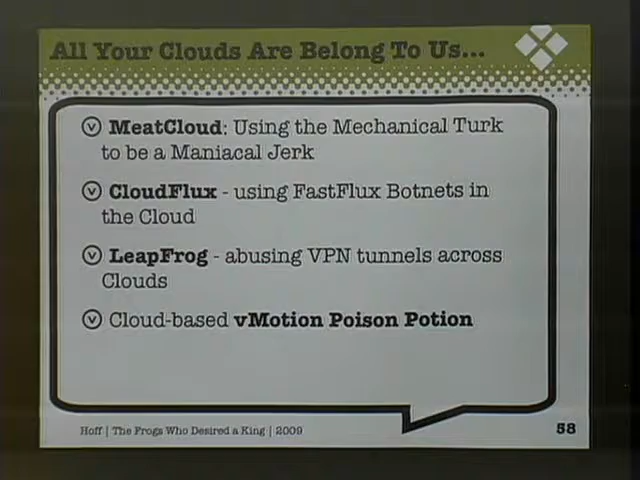 All Your Clouds Are Belong To Us...
MeatCloud: Using the Mechanical Turk
to be a Maniacal Jerk
CloudFlux - using FastFlux Botnets in
the Cloud
LeapFrog - abusing VPN tunnels across
Clouds
Cloud-based vMotion Poison Potion
Hoff | The Frogs Who Desired a King | 2009
58